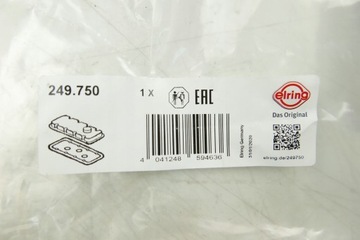 249.750
1 X
EAC
elring
Das Original
Elring Germany
elring.de/249750
4 041248 594636